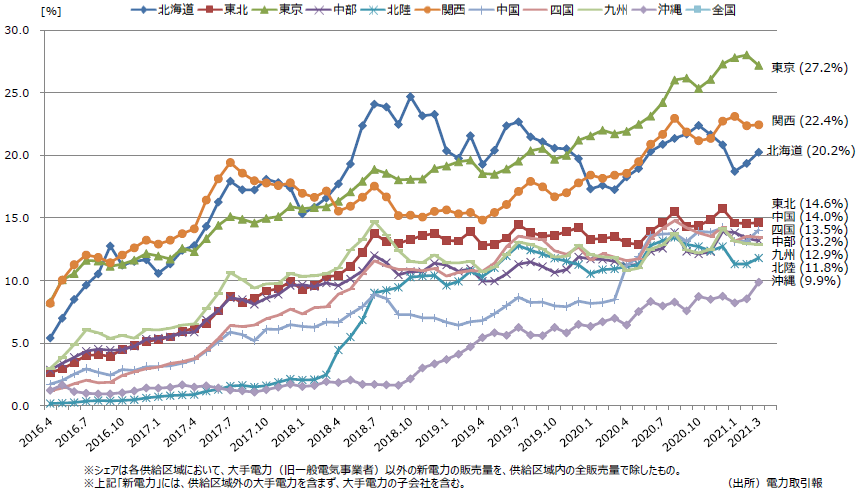 [%]
北海道 東北 東京 中部 北陸 関西 中国 四国 九州 沖縄 全国
30.0
25.0
20.0
15.0
10.0
5.0
0.0
東京 (27.2%)
関西 (22.4%)
北海道 (20.2%)
東北 (14.6%)
中国 (14.0%)
四国 (13.5%)
中部 (13.2%)
九州 (12.9%)
北陸 (11.8%)
沖縄 (9.9%)
2016.4 2016.7 2016.10 2017.1 2017.4 2017.7 2017.10 2018.1 2018.4 2018.7 2018.10 2019.1 2019.4 2019.7 2019.10 2020.1 2020.4 2020.7 2020.10 2021.1 2021.3
※シェアは各供給区域において、大手電力（旧一般電気事業者）以外の新電力の販売量を、供給区域内の全販売量で除したもの。
※上記「新電力」には、供給区域外の大手電力を含まず、大手電力の子会社を含む。
（出所）電力取引報